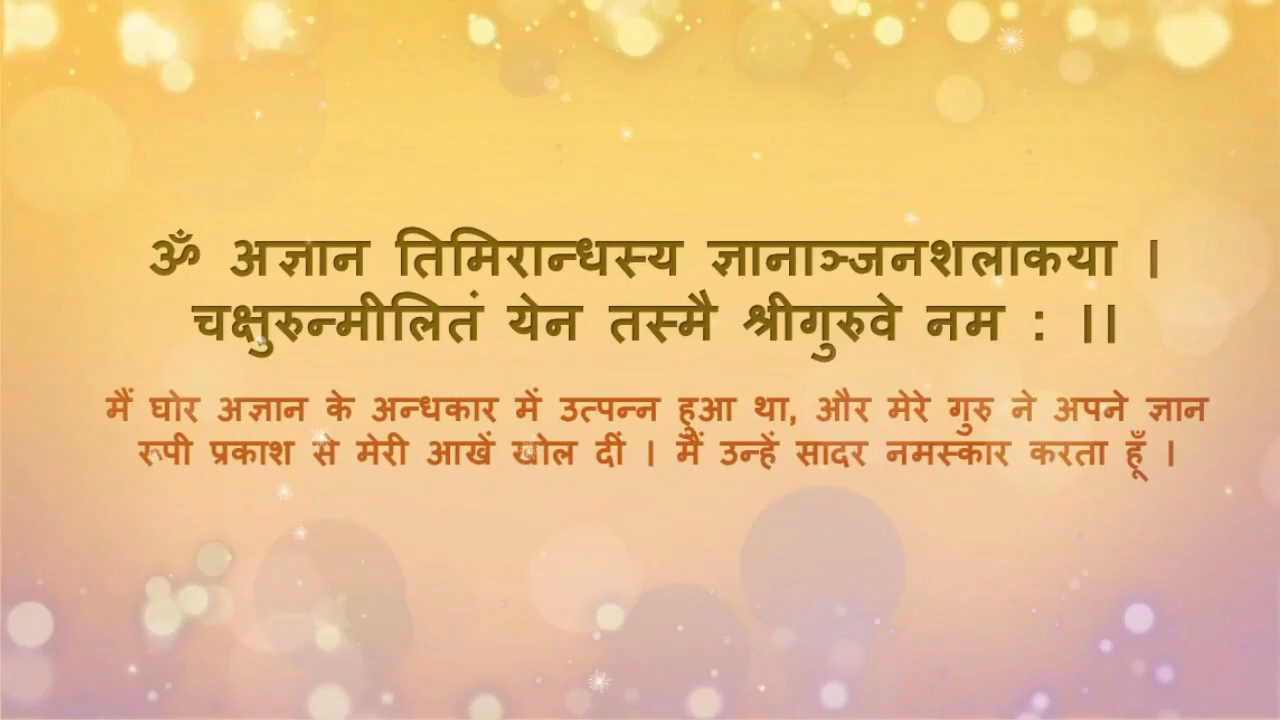 ॐ अज्ञान तिमिरान्धस्य ज्ञानाञ्जनशलाकया ।
चक्षुरुन्मीलितं येन तस्मै श्रीगुरुवे नम : ।।
मैं घोर अज्ञान के अन्धकार में उत्पन्न हुआ था, और मेरे गुरु ने अपने ज्ञान
रुपी प्रकाश से मेरी आखें खोल दीं । मैं उन्हें सादर नमस्कार करता हूँ ।